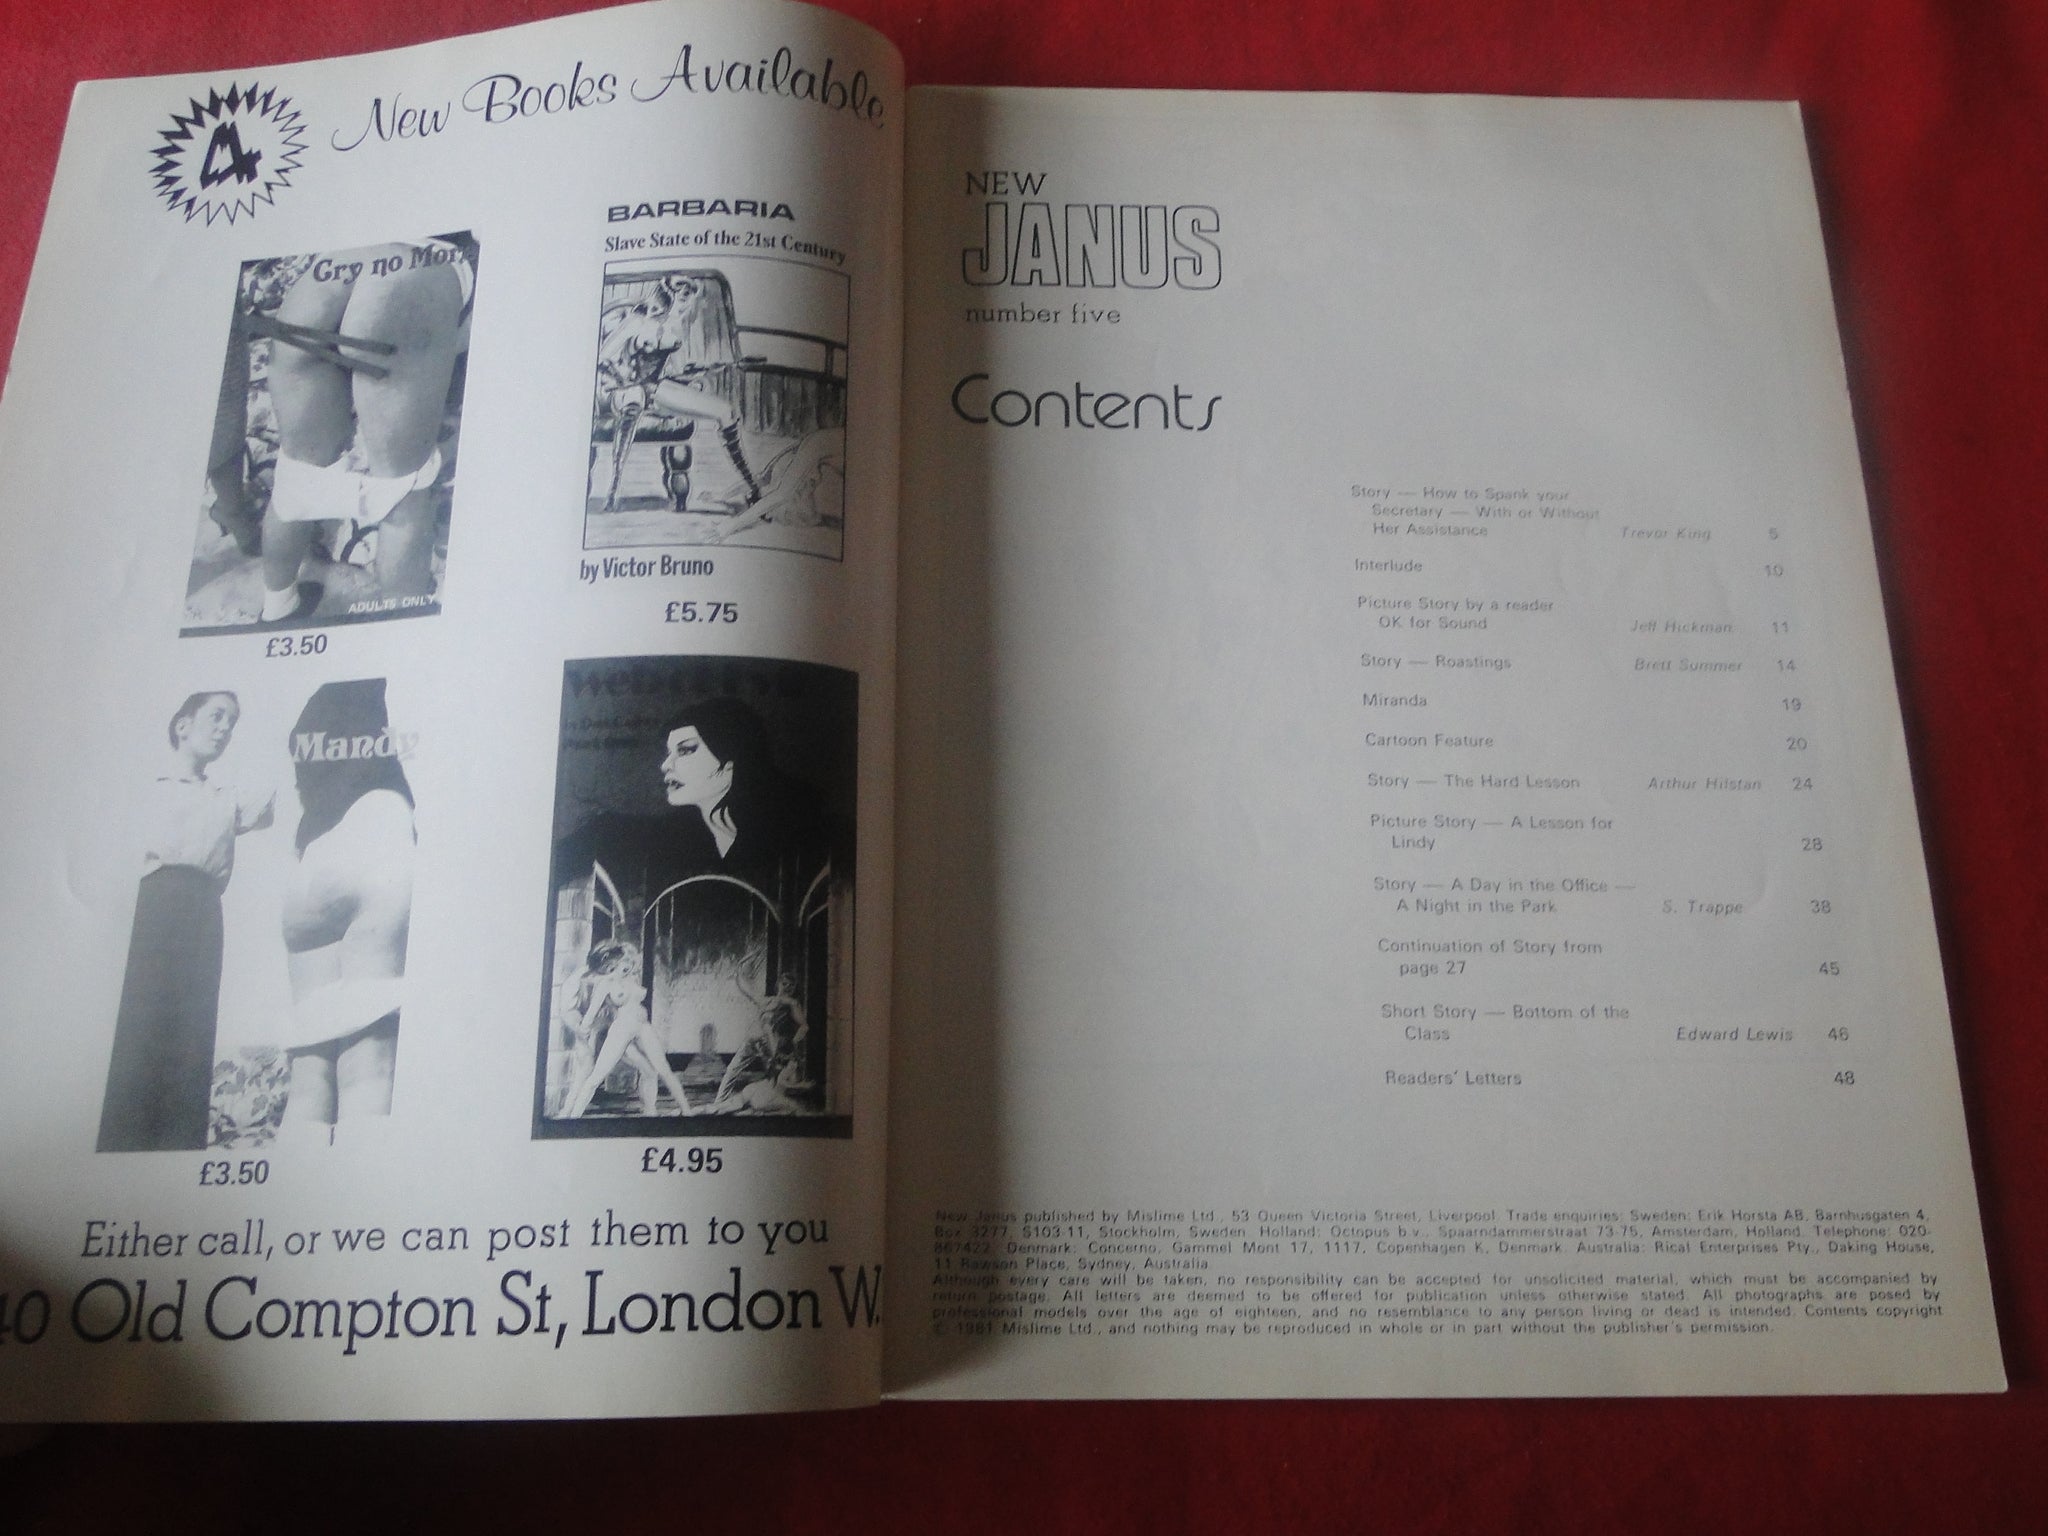 4 New Books Available
Cry no More
ADULTS ONLY
£3.50
BARBARIA
Slave State of the 21st Century
by Victor Bruno
£5.75
Mandy
£3.50
£4.95
Either call, or we can post them to you
40 Old Compton St, London W.
NEW
JANUS
number five
Contents
Story — How to Spank your
Secretary — With or Without
Her Assistance Trevor King 5
Interlude 10
Picture Story by a reader
OK for Sound Jeff Hickman 11
Story — Roastings Brett Summer 14
Miranda 19
Cartoon Feature 20
Story — The Hard Lesson Arthur Hilstan 24
Picture Story — A Lesson for
Lindy 28
Story — A Day in the Office —
A Night in the Park S. Trappe 38
Continuation of Story from
page 27 45
Short Story — Bottom of the
Class Edward Lewis 46
Readers' Letters 48
New Janus published by Mislime Ltd., 53 Queen Victoria Street, Liverpool. Trade enquiries: Sweden: Erik Horsta AB. Barnhusgaten 4,
Box 3277, S103-11, Stockholm, Sweden. Holland: Octopus b.v., Spaarndammerstraat 73-75, Amsterdam, Holland. Telephone: 020-
867422. Denmark: Concerno, Gammel Mont 17, 1117, Copenhagen K, Denmark. Australia: Rical Enterprises Pty., Daking House,
11 Rawson Place, Sydney, Australia
Although every care will be taken, no responsibility can be accepted for unsolicited material, which must be accompanied by
return postage. All letters are deemed to be offered for publication unless otherwise stated. All photographs are posed by
professional models over the age of eighteen, and no resemblance to any person living or dead is intended. Contents copyright
© 1981 Mislime Ltd., and nothing may be reproduced in whole or in part without the publisher's permission.